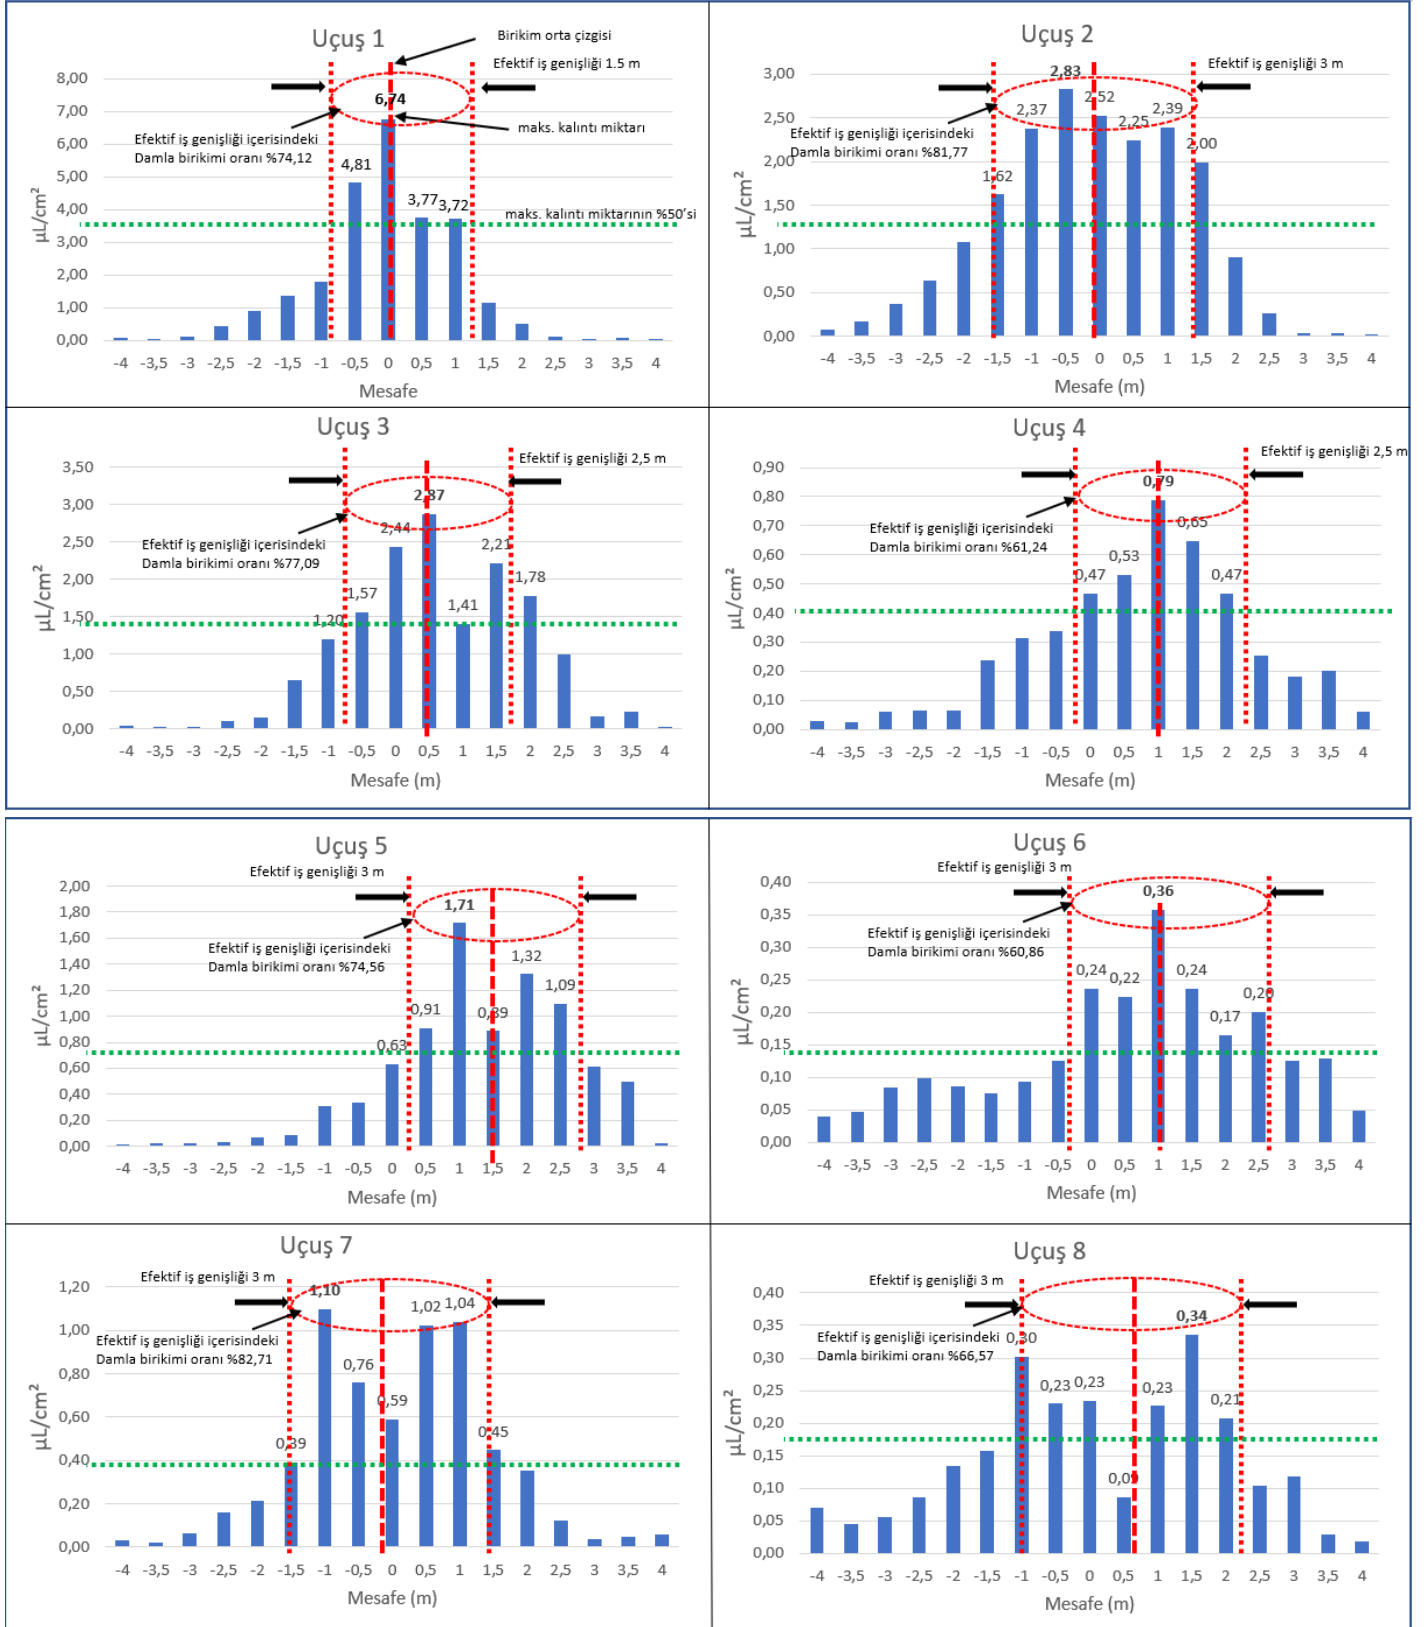 Uçuş 1
Birikim orta çizgisi
Efektif iş genişliği 1.5 m
8,00
7,00
6,00
5,00
4,00
3,00
2,00
1,00
0,00
µL/cm²
6,74
Efektif iş genişliği içerisindeki
Damla birikimi oranı %74,12
maks. kalıntı miktarı
4,81
3,77
3,72
maks. kalıntı miktarının %50'si
-4 -3,5 -3 -2,5 -2 -1,5 -1 -0,5 0 0,5 1 1,5 2 2,5 3 3,5 4
Mesafe
Uçuş 2
Efektif iş genişliği 3 m
3,00
2,50
2,00
1,50
1,00
0,50
0,00
µL/cm²
Efektif iş genişliği içerisindeki
Damla birikimi oranı %81,77
1,62
2,37
2,83
2,52
2,25
2,39
2,00
-4 -3,5 -3 -2,5 -2 -1,5 -1 -0,5 0 0,5 1 1,5 2 2,5 3 3,5 4
Mesafe (m)
Uçuş 3
Efektif iş genişliği 2,5 m
3,50
3,00
2,50
2,00
1,50
1,00
0,50
0,00
µL/cm²
Efektif iş genişliği içerisindeki
Damla birikimi oranı %77,09
1,20
1,57
2,44
2,87
1,41
2,21
1,78
-4 -3,5 -3 -2,5 -2 -1,5 -1 -0,5 0 0,5 1 1,5 2 2,5 3 3,5 4
Mesafe (m)
Uçuş 4
Efektif iş genişliği 2,5 m
0,90
0,80
0,70
0,60
0,50
0,40
0,30
0,20
0,10
0,00
µL/cm²
Efektif iş genişliği içerisindeki
Damla birikimi oranı %61,24
0,47
0,53
0,79
0,65
0,47
-4 -3,5 -3 -2,5 -2 -1,5 -1 -0,5 0 0,5 1 1,5 2 2,5 3 3,5 4
Mesafe (m)
Uçuş 5
Efektif iş genişliği 3 m
2,00
1,80
1,60
1,40
1,20
1,00
0,80
0,60
0,40
0,20
0,00
µL/cm²
Efektif iş genişliği içerisindeki
Damla birikimi oranı %74,56
0,63
0,91
1,71
0,89
1,32
1,09
-4 -3,5 -3 -2,5 -2 -1,5 -1 -0,5 0 0,5 1 1,5 2 2,5 3 3,5 4
Mesafe (m)
Uçuş 6
Efektif iş genişliği 3 m
0,40
0,35
0,30
0,25
0,20
0,15
0,10
0,05
0,00
µL/cm²
Efektif iş genişliği içerisindeki
Damla birikimi oranı %60,86
0,24
0,22
0,36
0,24
0,17
0,20
-4 -3,5 -3 -2,5 -2 -1,5 -1 -0,5 0 0,5 1 1,5 2 2,5 3 3,5 4
Mesafe (m)
Uçuş 7
Efektif iş genişliği 3 m
1,20
1,00
0,80
0,60
0,40
0,20
0,00
µL/cm²
Efektif iş genişliği içerisindeki
Damla birikimi oranı %82,71
0,39
1,10
0,76
0,59
1,02
1,04
0,45
-4 -3,5 -3 -2,5 -2 -1,5 -1 -0,5 0 0,5 1 1,5 2 2,5 3 3,5 4
Mesafe (m)
Uçuş 8
Efektif iş genişliği 3 m
0,40
0,35
0,30
0,25
0,20
0,15
0,10
0,05
0,00
µL/cm²
Efektif iş genişliği içerisindeki
Damla birikimi oranı %66,57
0,30
0,23
0,23
0,09
0,23
0,34
0,21
-4 -3,5 -3 -2,5 -2 -1,5 -1 -0,5 0 0,5 1 1,5 2 2,5 3 3,5 4
Mesafe (m)